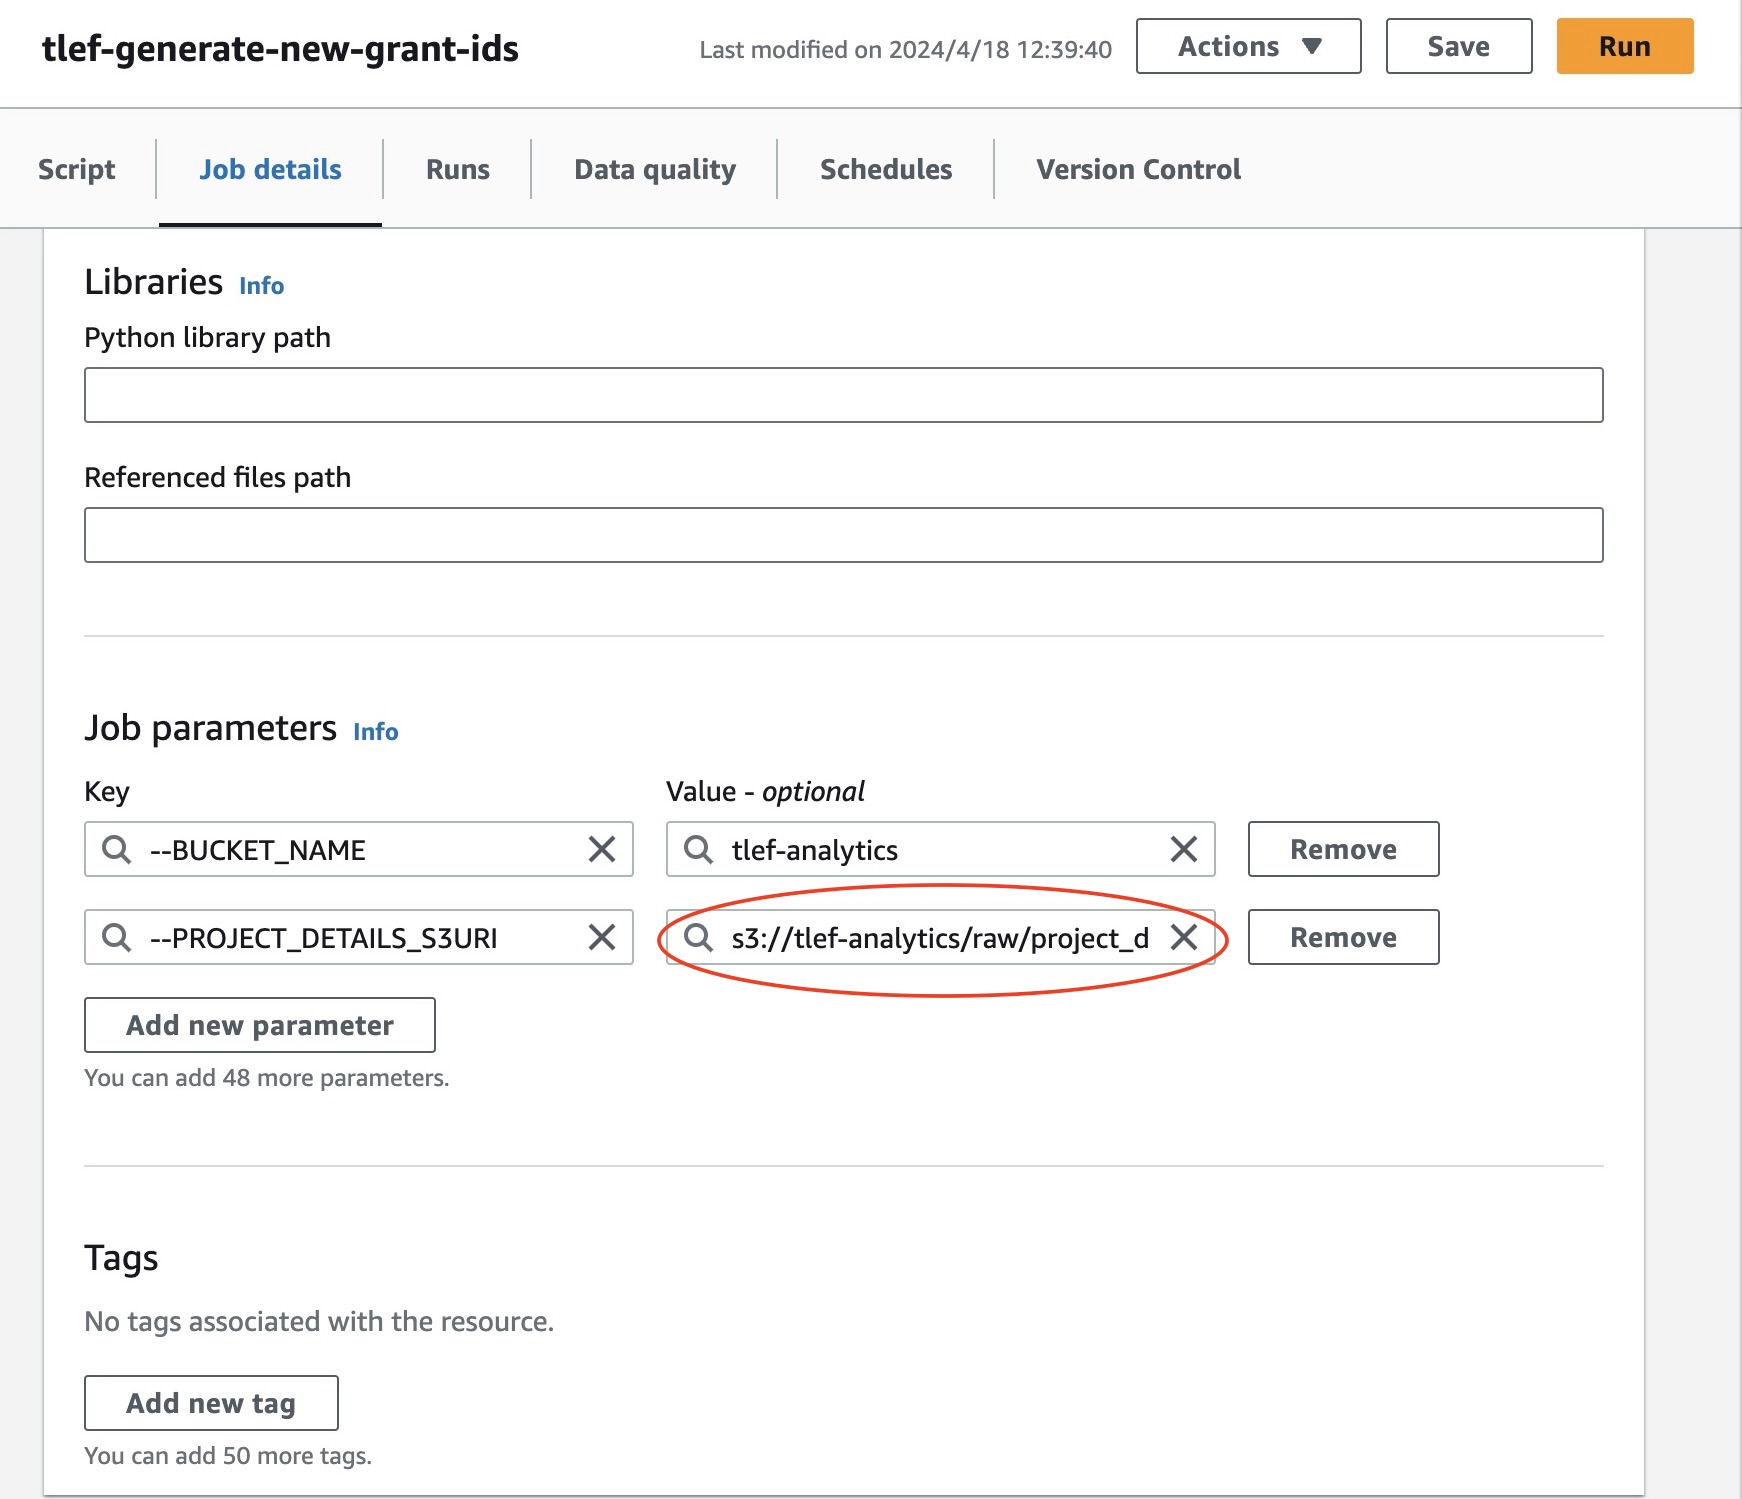 tlef-generate-new-grant-ids Last modified on 2024/4/18 12:39:40 Actions Save Run
Script Job details Runs Data quality Schedules Version Control
Libraries Info
Python library path
Referenced files path
Job parameters Info
Key Value - optional
--BUCKET_NAME tlef-analytics Remove
--PROJECT_DETAILS_S3URI s3://tlef-analytics/raw/project_d Remove
Add new parameter
You can add 48 more parameters.
Tags
No tags associated with the resource.
Add new tag
You can add 50 more tags.